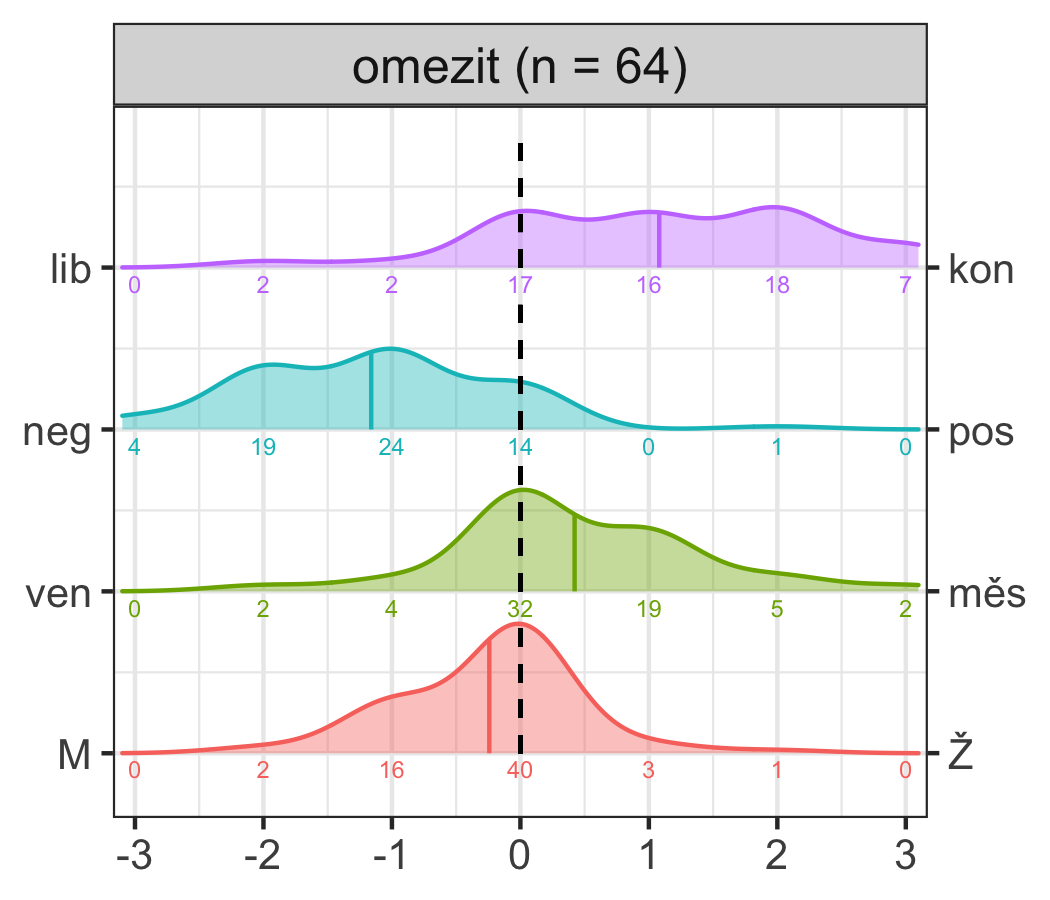 omezit (n = 64)
lib kon
0 2 2 17 16 18 7
neg pos
4 19 24 14 0 1 0
ven měs
0 2 4 32 19 5 2
M Ž
0 2 16 40 3 1 0
-3 -2 -1 0 1 2 3